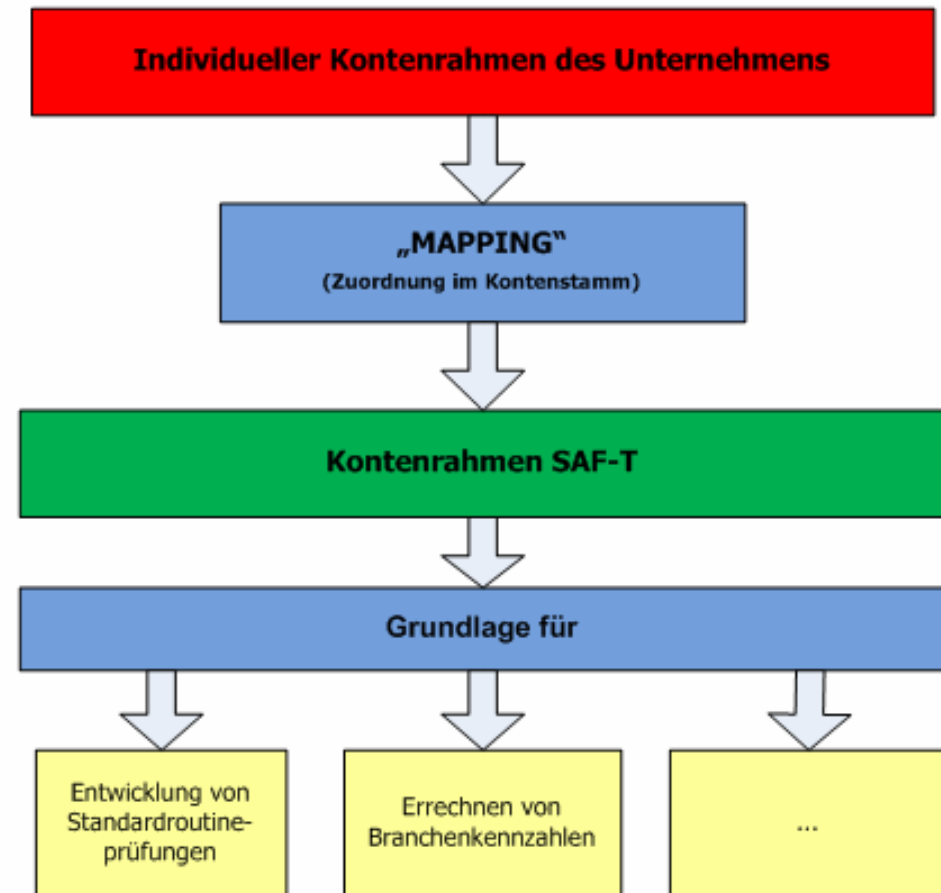 Individueller Kontenrahmen des Unternehmens
„MAPPING“
(Zuordnung im Kontenstamm)
Kontenrahmen SAF-T
Grundlage für
Entwicklung von
Standardroutine-
prüfungen
Errechnen von
Branchenkennzahlen
...